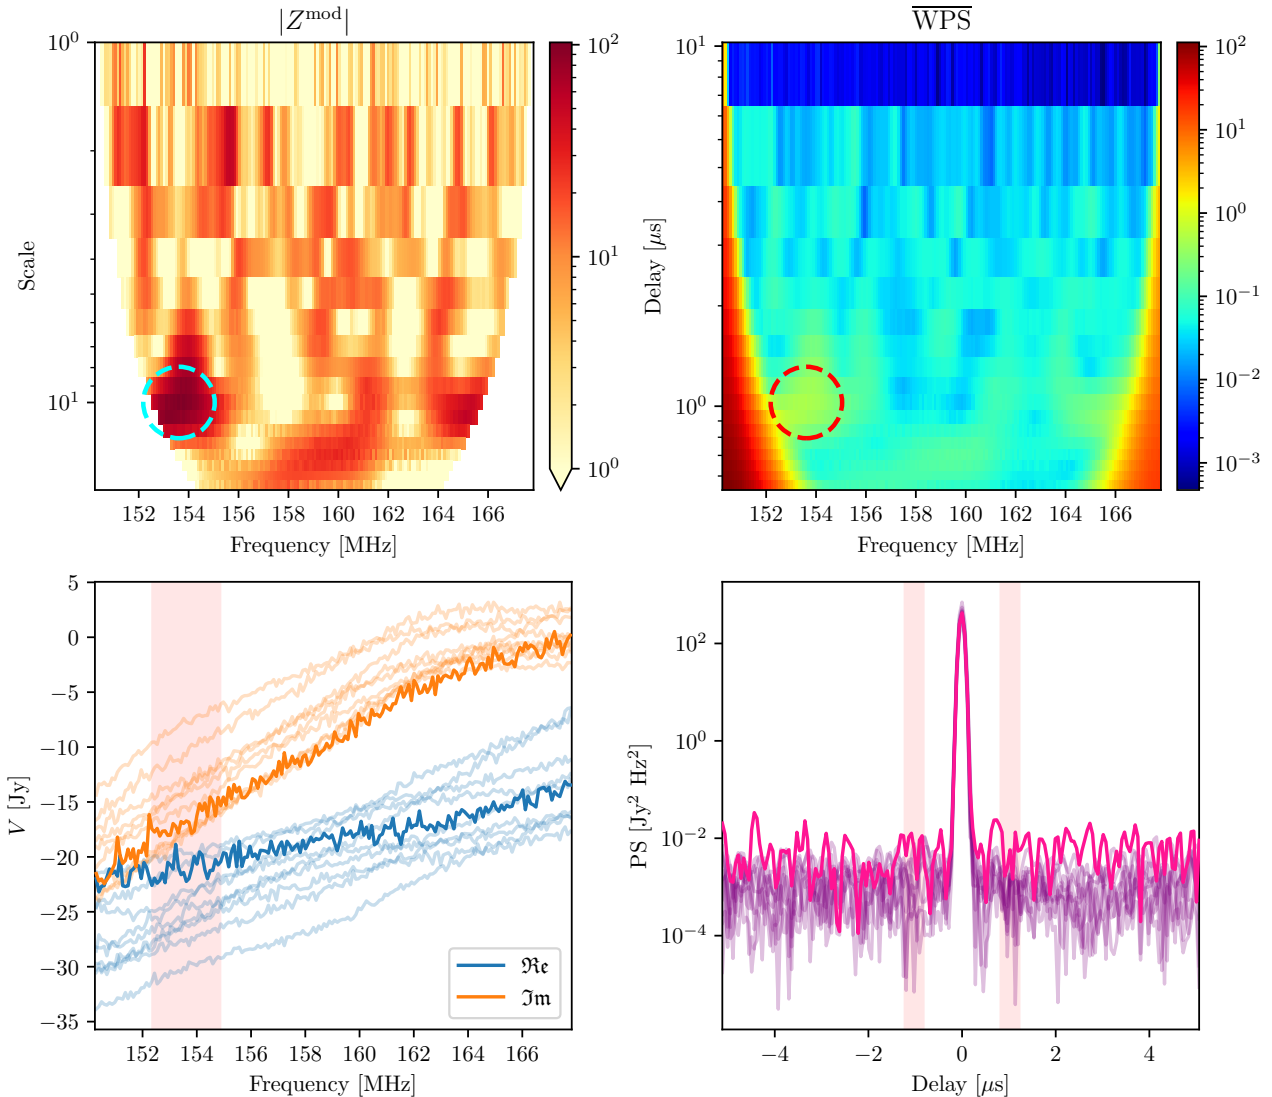 |Z^mod|
10^0
10^1
Scale
152 154 156 158 160 162 164 166
Frequency [MHz]
10^2
10^1
10^0
WPS
10^1
10^0
Delay [μs]
152 154 156 158 160 162 164 166
Frequency [MHz]
10^2
10^1
10^0
10^−1
10^−2
10^−3
5
0
−5
−10
−15
−20
−25
−30
−35
V [Jy]
ℜe
ℑm
152 154 156 158 160 162 164 166
Frequency [MHz]
10^2
10^0
10^−2
10^−4
PS [Jy² Hz²]
−4 −2 0 2 4
Delay [μs]